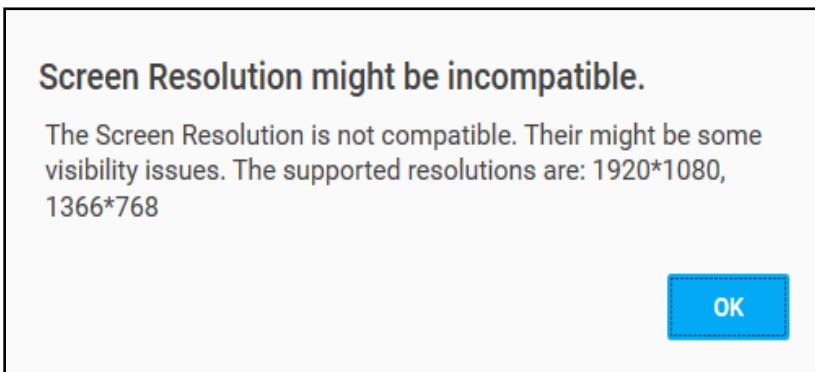 Screen Resolution might be incompatible.
The Screen Resolution is not compatible. Their might be some
visibility issues. The supported resolutions are: 1920*1080,
1366*768
OK